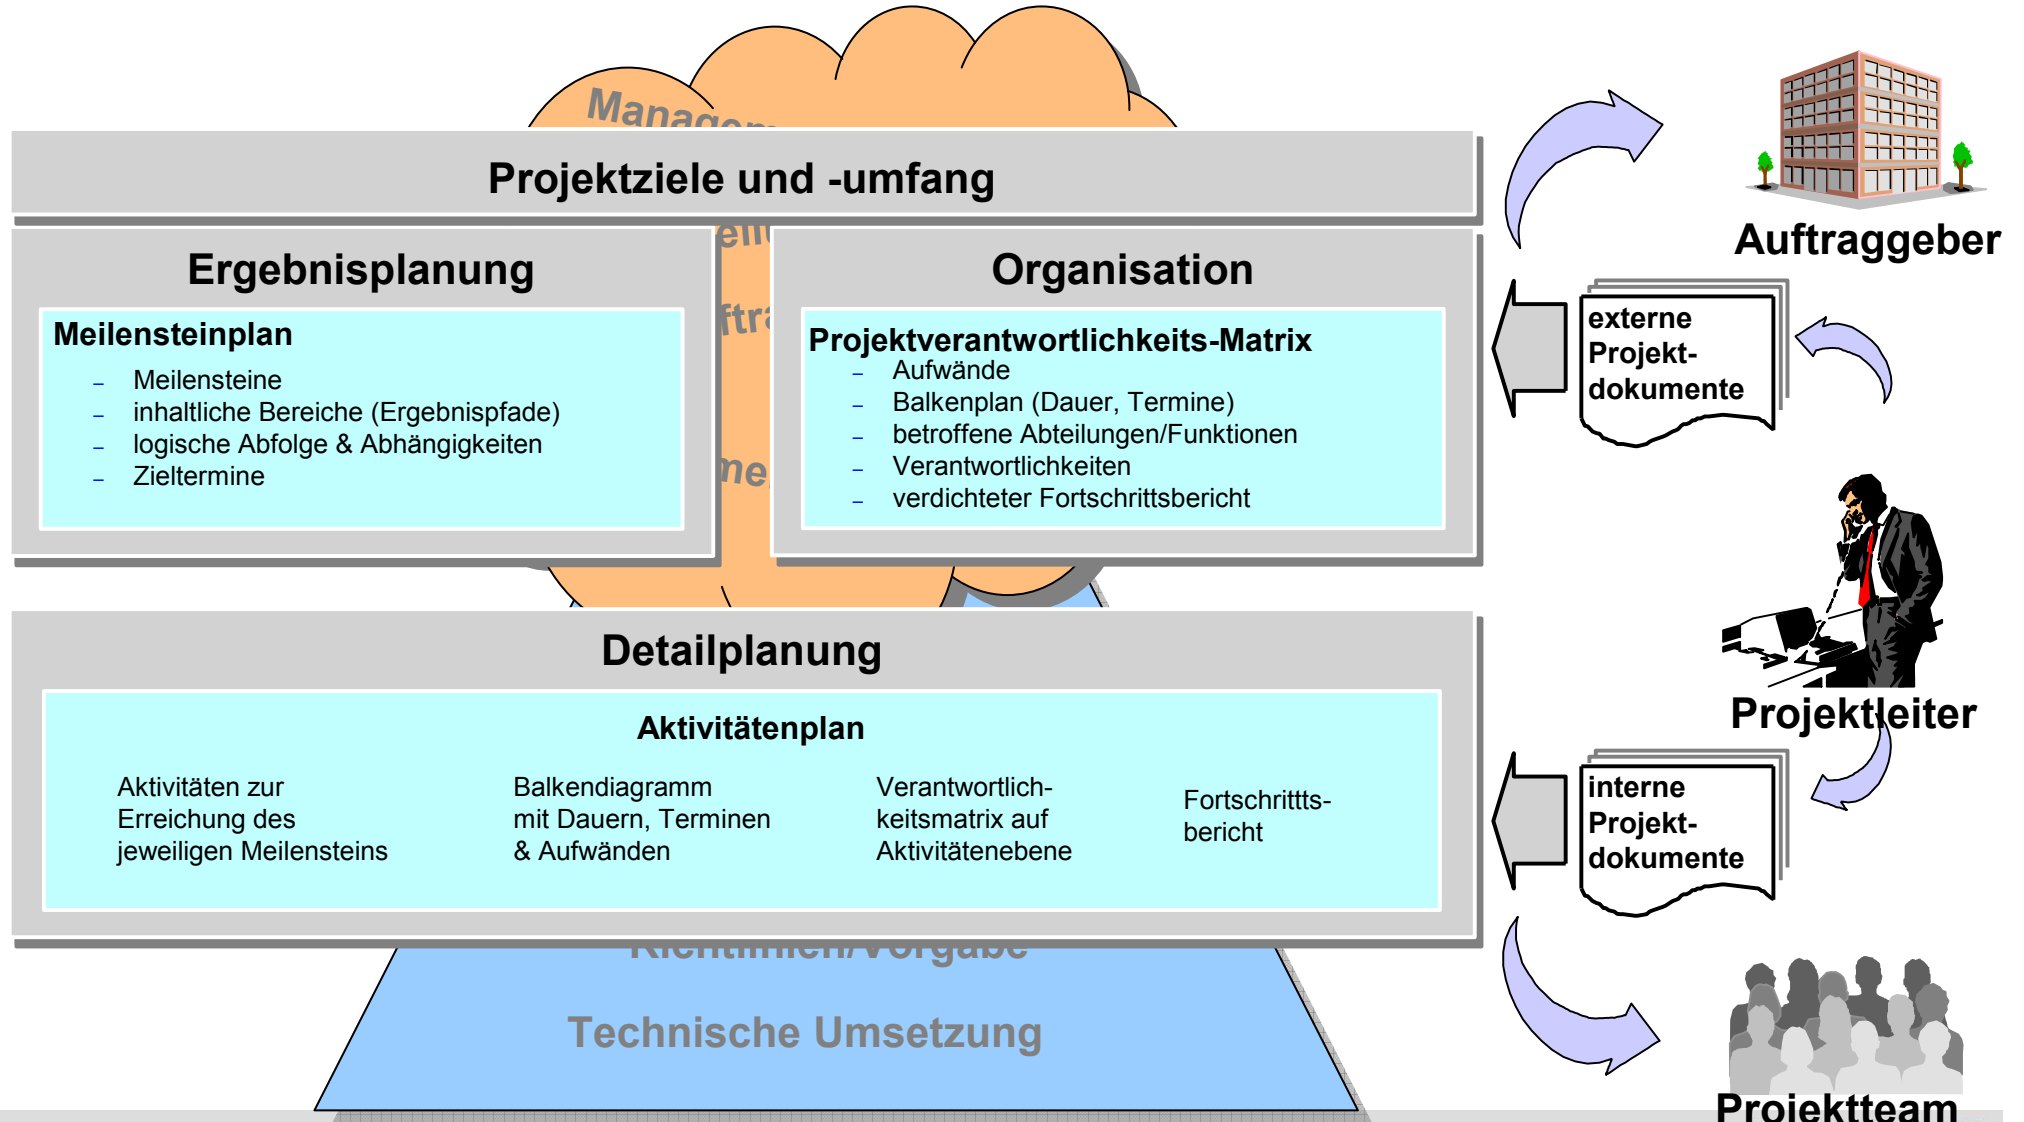 Projektziele und -umfang
Ergebnisplanung
Meilensteinplan
– Meilensteine
– inhaltliche Bereiche (Ergebnispfade)
– logische Abfolge & Abhängigkeiten
– Zieltermine
Organisation
Projektverantwortlichkeits-Matrix
– Aufwände
– Balkenplan (Dauer, Termine)
– betroffene Abteilungen/Funktionen
– Verantwortlichkeiten
– verdichteter Fortschrittsbericht
Detailplanung
Aktivitätenplan
Aktivitäten zur
Erreichung des
jeweiligen Meilensteins
Balkendiagramm
mit Dauern, Terminen
& Aufwänden
Verantwortlich-
keitsmatrix auf
Aktivitätenebene
Fortschrittts-
bericht
Richtlinien/Vorgabe
Technische Umsetzung
Auftraggeber
externe
Projekt-
dokumente
Projektleiter
interne
Projekt-
dokumente
Projektteam